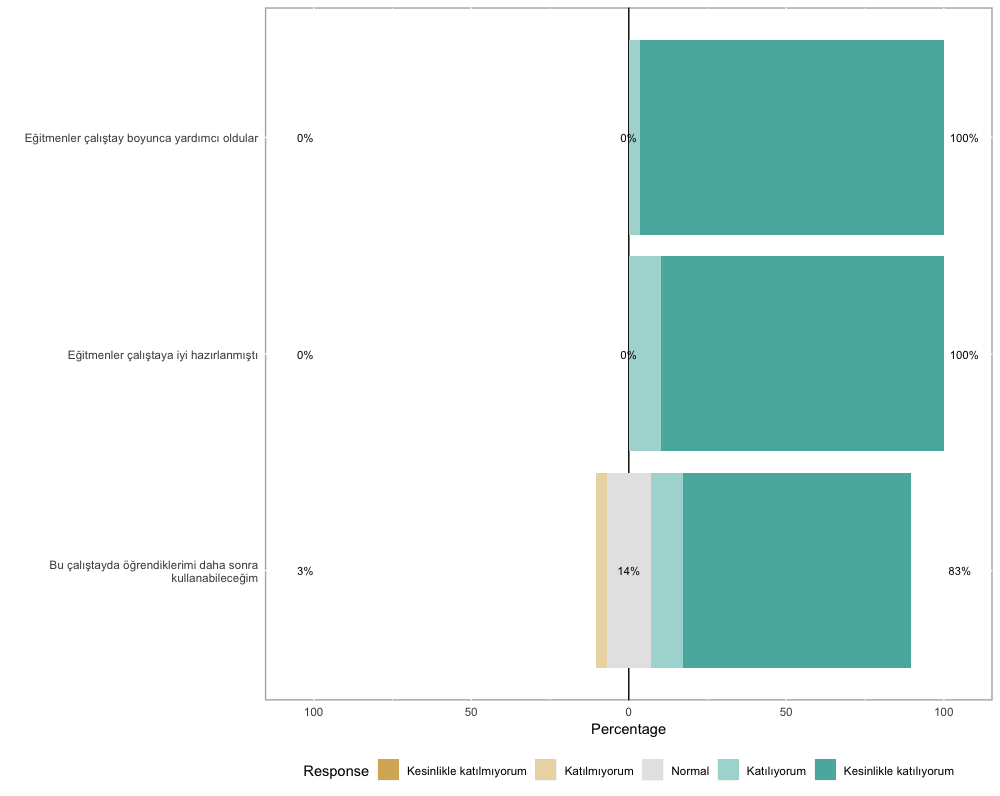 Eğitmenler çalıştay boyunca yardımcı oldular
0%
0%
100%
Eğitmenler çalıştaya iyi hazırlanmıştı
0%
0%
100%
Bu çalıştayda öğrendiklerimi daha sonra
kullanabileceğim
3%
14%
83%
100 50 0 50 100
Percentage
Response Kesinlikle katılmıyorum Katılmıyorum Normal Katılıyorum Kesinlikle katılıyorum